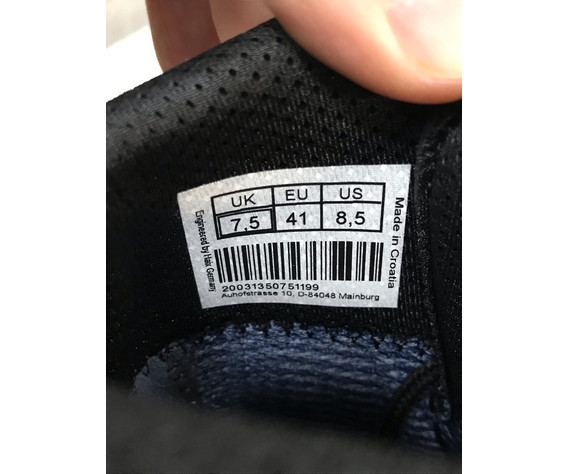 UK EU US
7,5 41 8,5
20031350751199
Auhofstrasse 10, D-84048 Mainburg
Engineered by Haix Germany
Made in Croatia